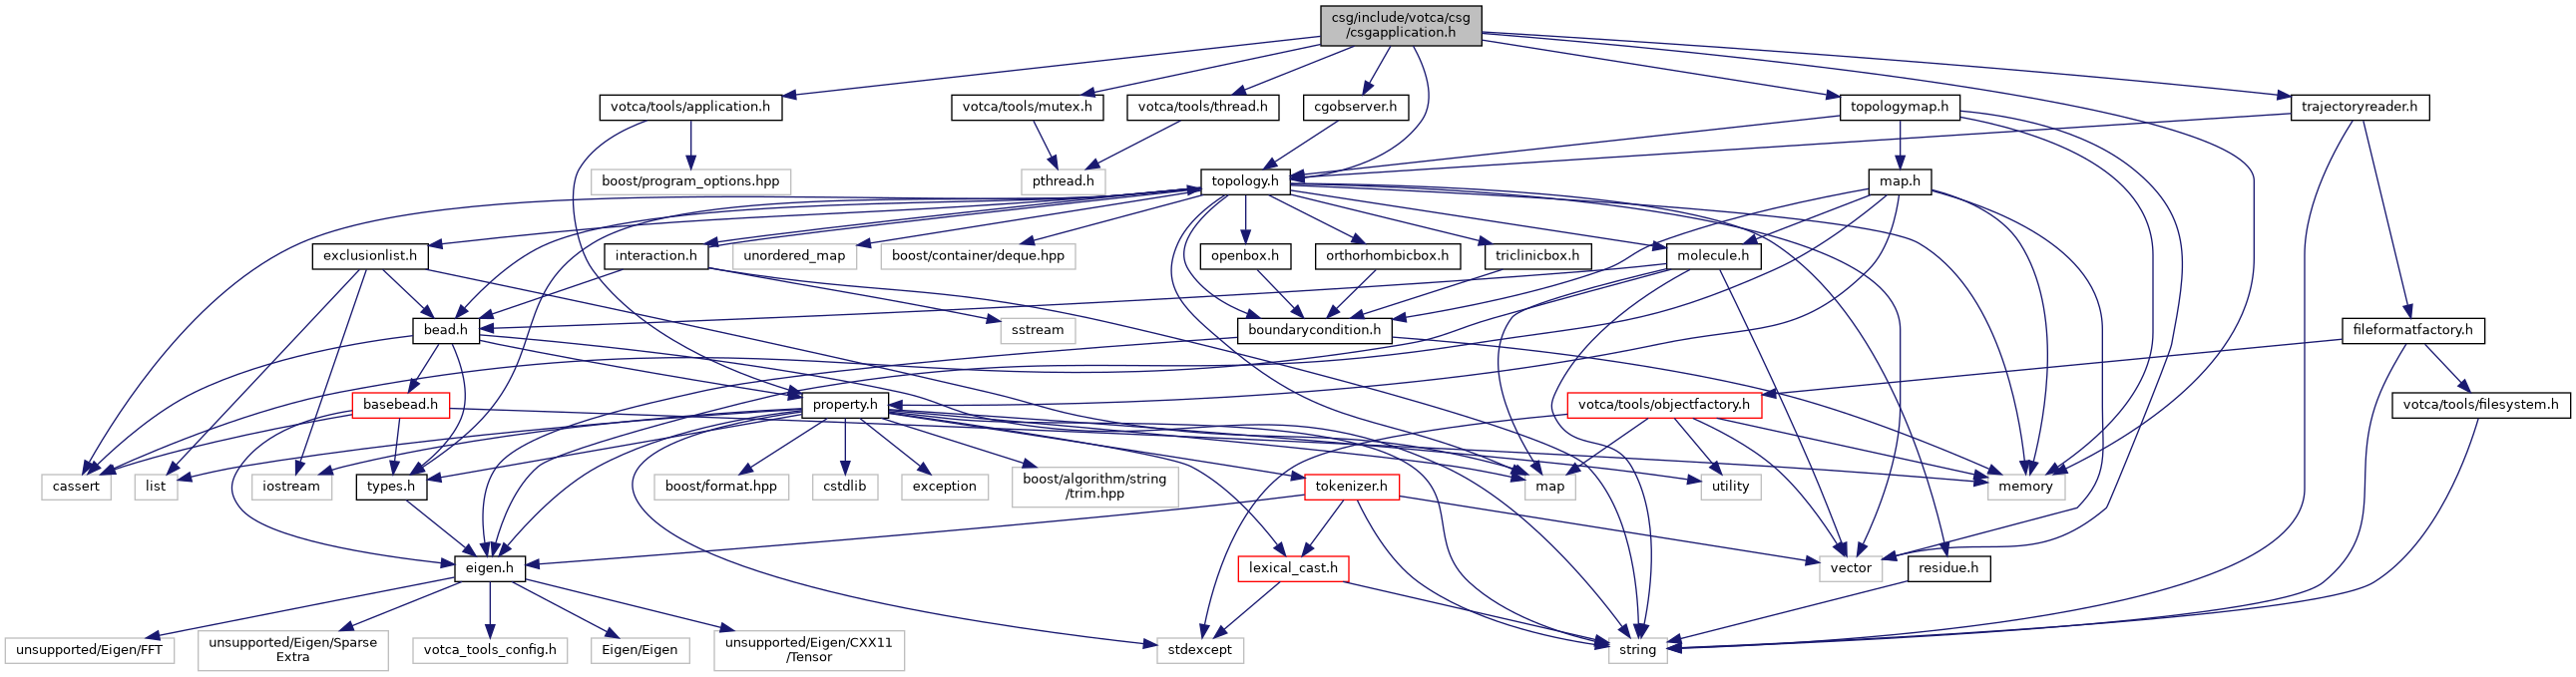 csg/include/votca/csg
/csgapplication.h
votca/tools/application.h
votca/tools/mutex.h
votca/tools/thread.h
cgobserver.h
topologymap.h
trajectoryreader.h
boost/program_options.hpp
pthread.h
topology.h
map.h
exclusionlist.h
interaction.h
unordered_map
boost/container/deque.hpp
openbox.h
orthorhombicbox.h
triclinicbox.h
molecule.h
bead.h
sstream
boundarycondition.h
fileformatfactory.h
basebead.h
property.h
votca/tools/objectfactory.h
votca/tools/filesystem.h
cassert
list
iostream
types.h
boost/format.hpp
cstdlib
exception
boost/algorithm/string
/trim.hpp
tokenizer.h
map
utility
memory
eigen.h
lexical_cast.h
vector
residue.h
unsupported/Eigen/FFT
unsupported/Eigen/Sparse
Extra
votca_tools_config.h
Eigen/Eigen
unsupported/Eigen/CXX11
/Tensor
stdexcept
string